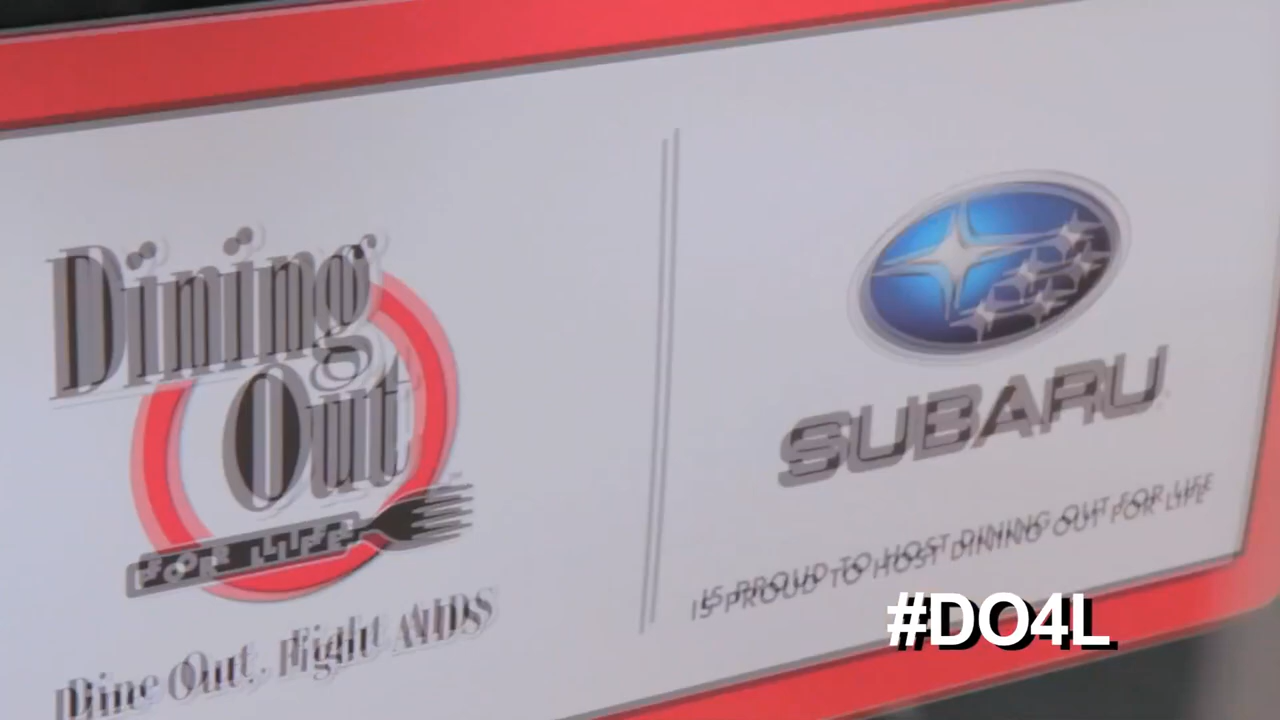 Dining
Out
FOR LIFE
Dine Out. Fight AIDS
SUBARU
IS PROUD TO HOST DINING OUT FOR LIFE
#DO4L